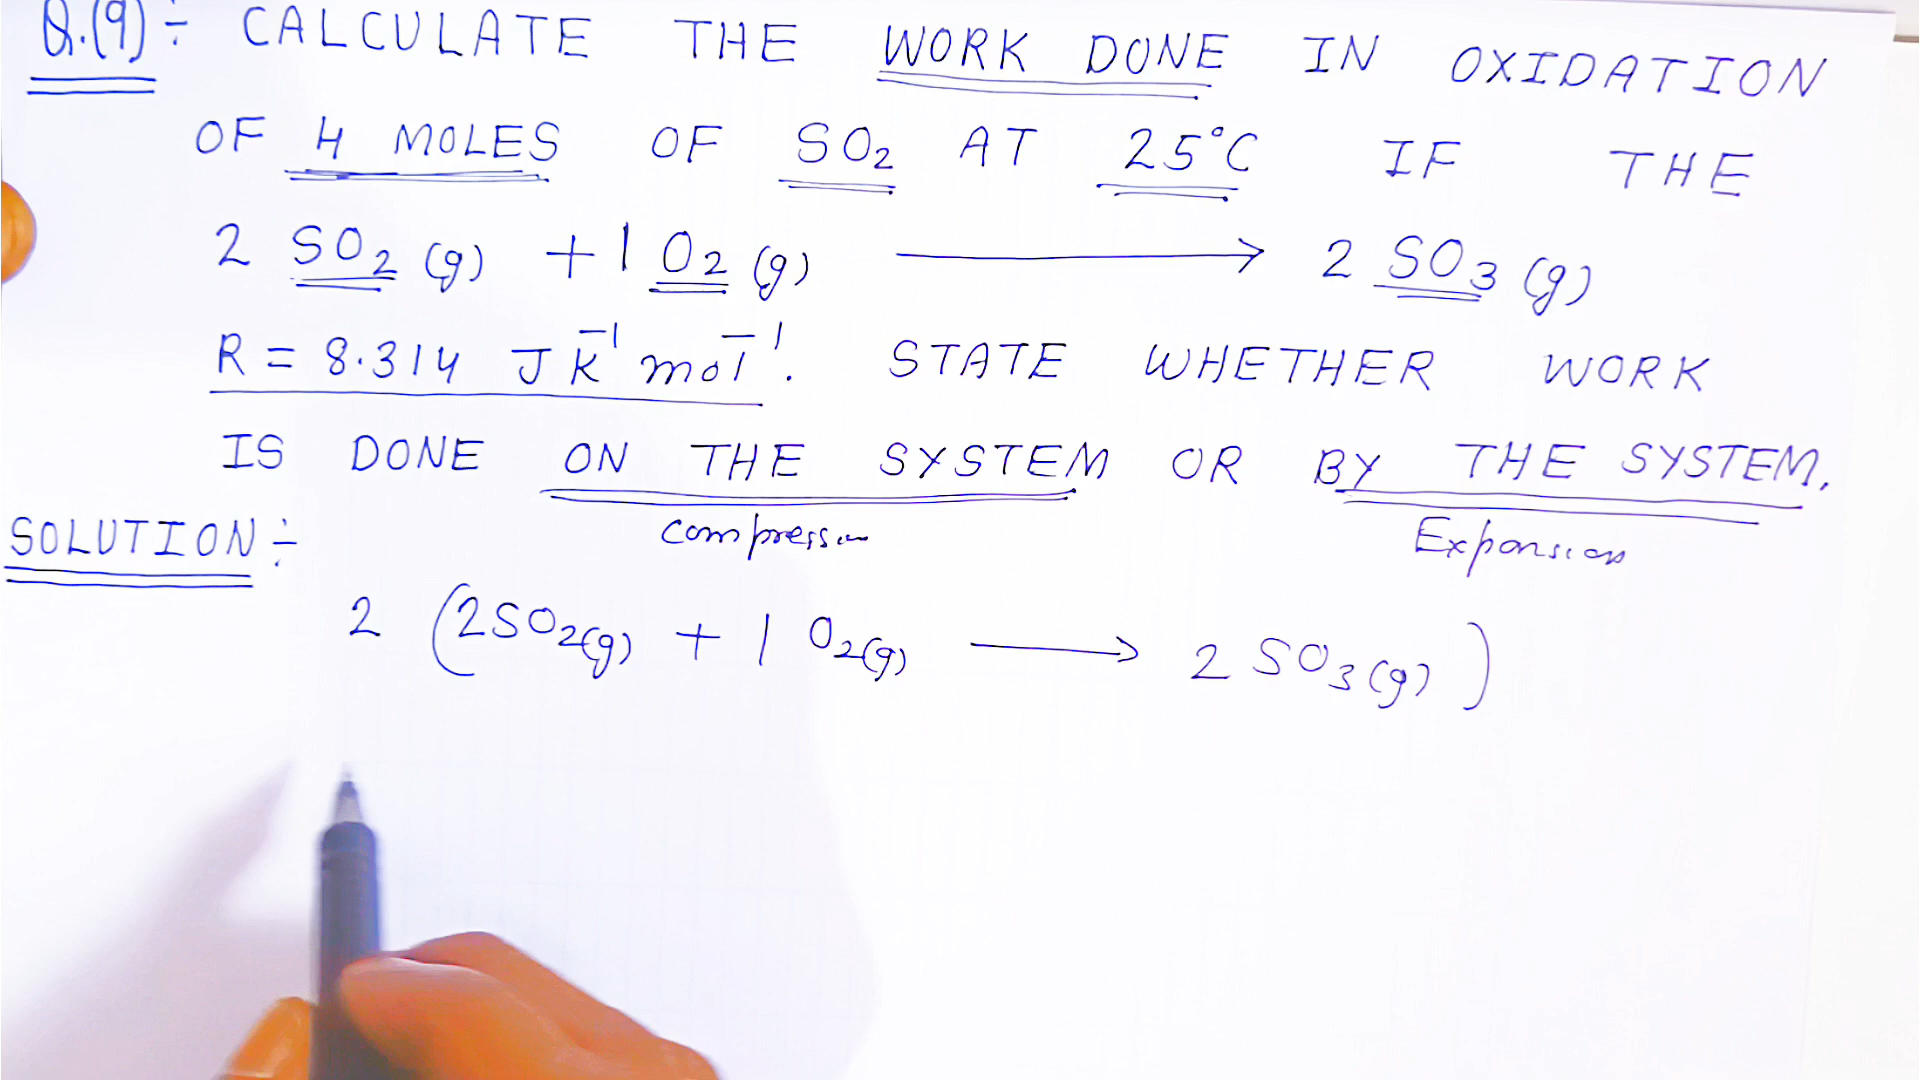 Q.(9)÷ CALCULATE THE WORK DONE IN OXIDATION
OF 4 MOLES OF SO₂ AT 25°C IF THE
2 SO₂ (g) + 1 O₂ (g) ⟶ 2 SO₃ (g)
R = 8.314 J K⁻¹ mol⁻¹. STATE WHETHER WORK
IS DONE ON THE SYSTEM OR BY THE SYSTEM.
compression Expansion
SOLUTION ÷
2 (2SO₂(g) + 1 O₂(g) ⟶ 2 SO₃(g))